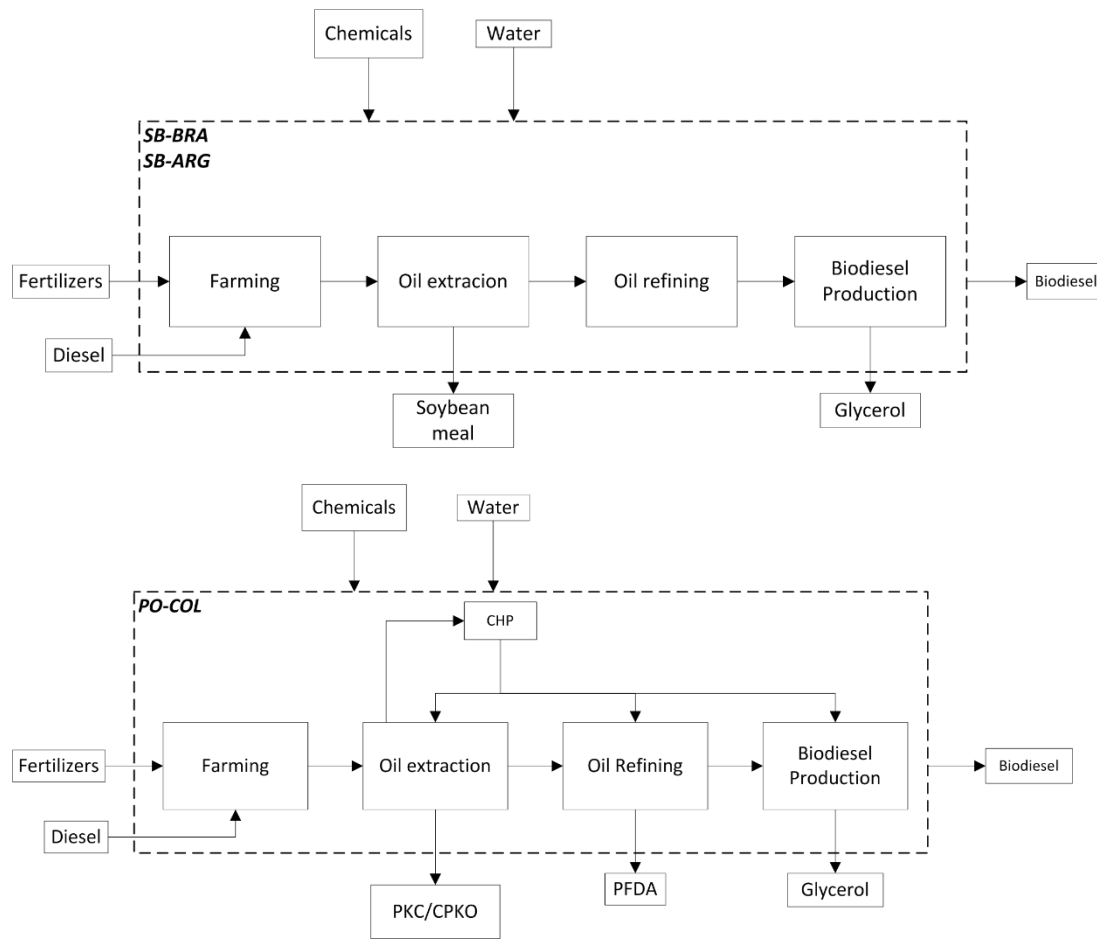 Chemicals
Water
SB-BRA
SB-ARG
Fertilizers
Farming
Oil extracion
Oil refining
Biodiesel
Production
Biodiesel
Diesel
Soybean
meal
Glycerol
Chemicals
Water
PO-COL
CHP
Fertilizers
Farming
Oil extraction
Oil Refining
Biodiesel
Production
Biodiesel
Diesel
PKC/CPKO
PFDA
Glycerol